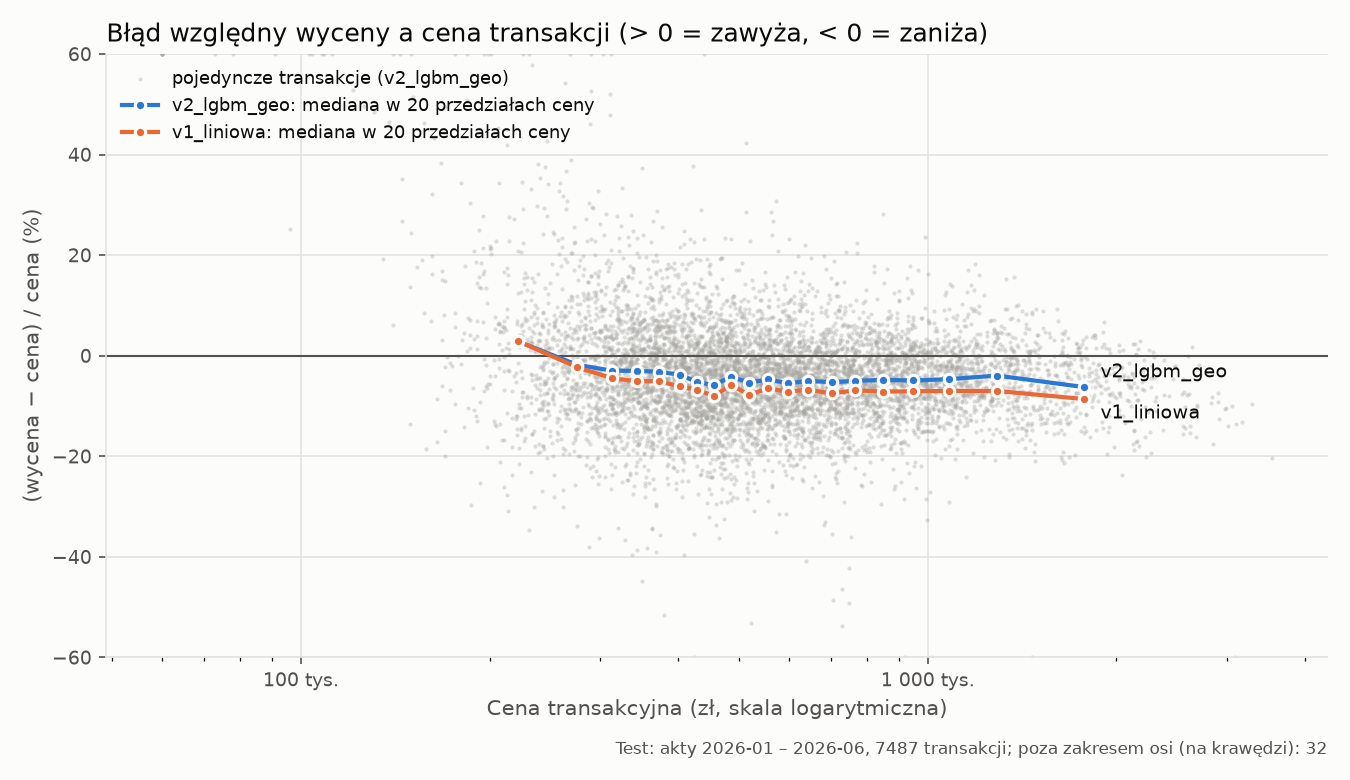 Błąd względny wyceny a cena transakcji (> 0 = zawyża, < 0 = zaniża)
60
pojedyncze transakcje (v2_lgbm_geo)
v2_lgbm_geo: mediana w 20 przedziałach ceny
v1_liniowa: mediana w 20 przedziałach ceny
40
20
0
−20
−40
−60
(wycena − cena) / cena (%)
v2_lgbm_geo
v1_liniowa
100 tys.
1 000 tys.
Cena transakcyjna (zł, skala logarytmiczna)
Test: akty 2026-01 – 2026-06, 7487 transakcji; poza zakresem osi (na krawędzi): 32